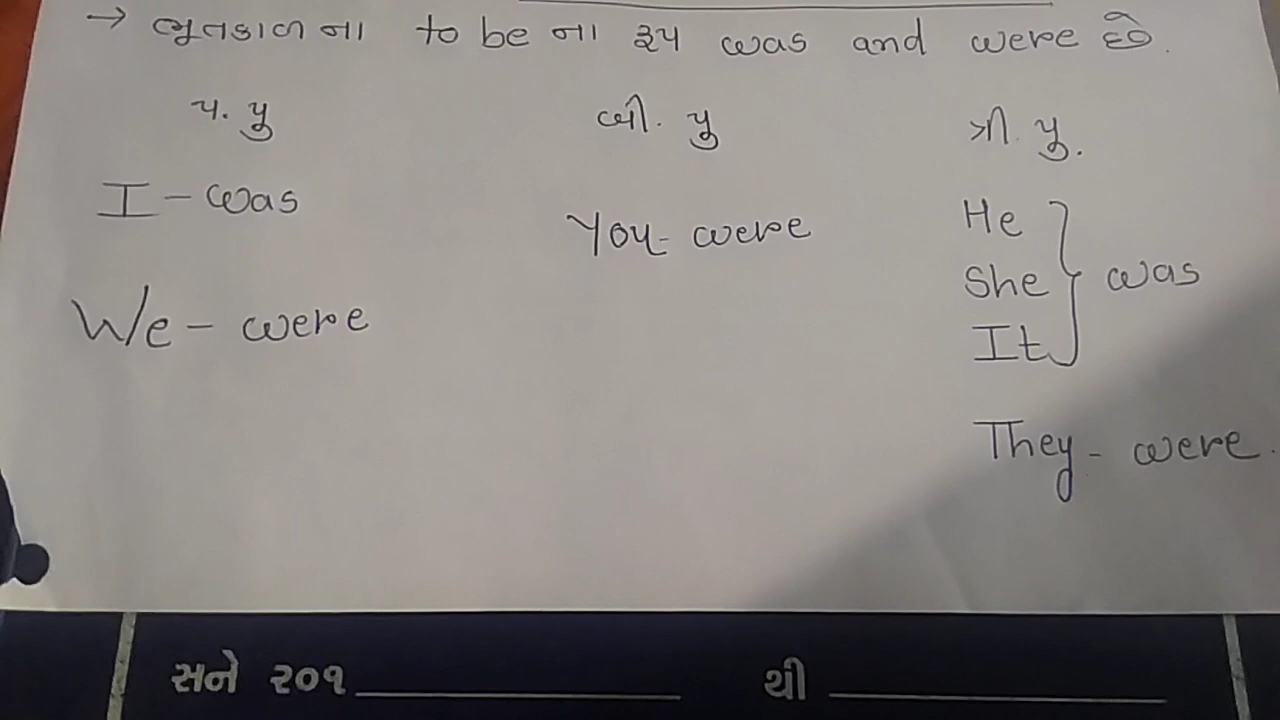 → ભૂતકાળ ના to be ના રૂપ was and were છે.
પ. પુ બી. પુ ત્રી. પુ.
I - was
You - were
He
She was
It
We - were
They - were.
સને ૨૦૧ થી